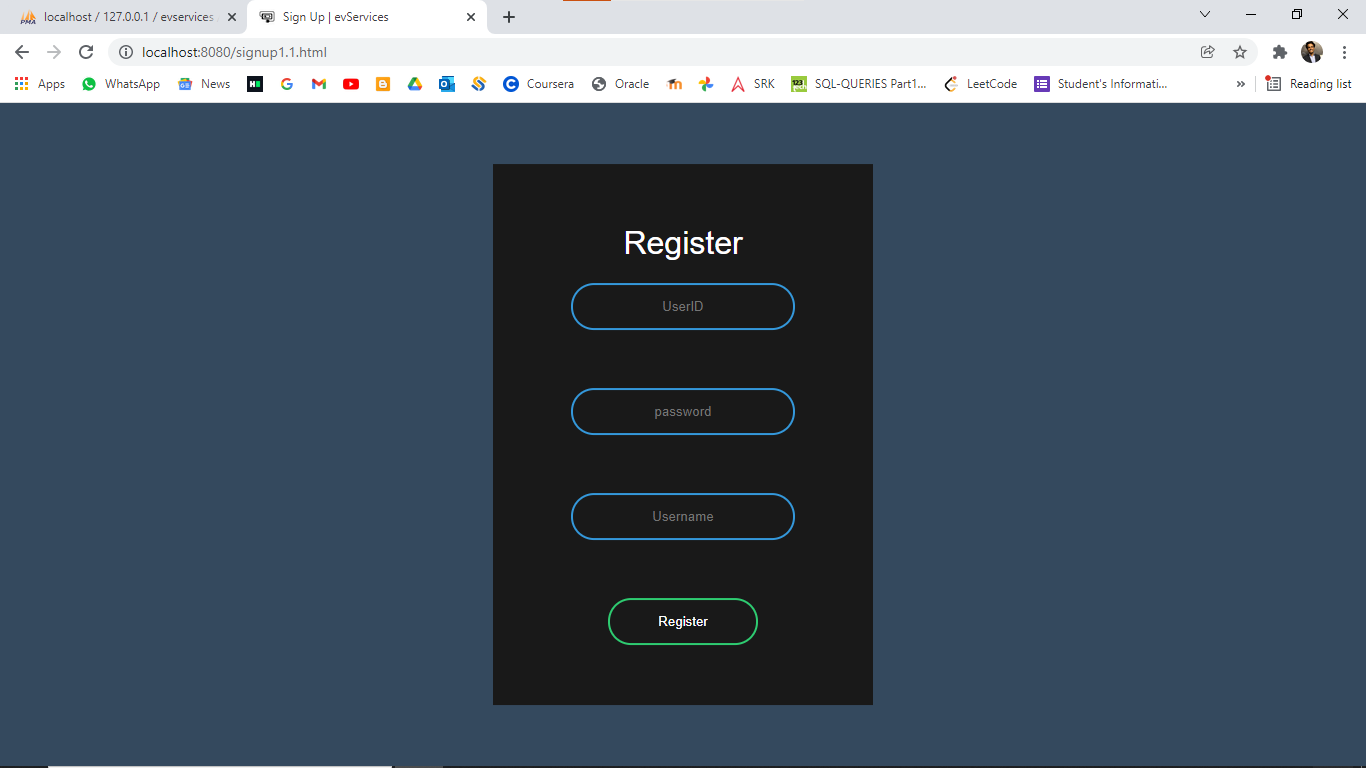 localhost / 127.0.0.1 / evservices
Sign Up | evServices
localhost:8080/signup1.1.html
Apps WhatsApp News Coursera Oracle SRK SQL-QUERIES Part1... LeetCode Student's Informati... » Reading list
Register
UserID
password
Username
Register